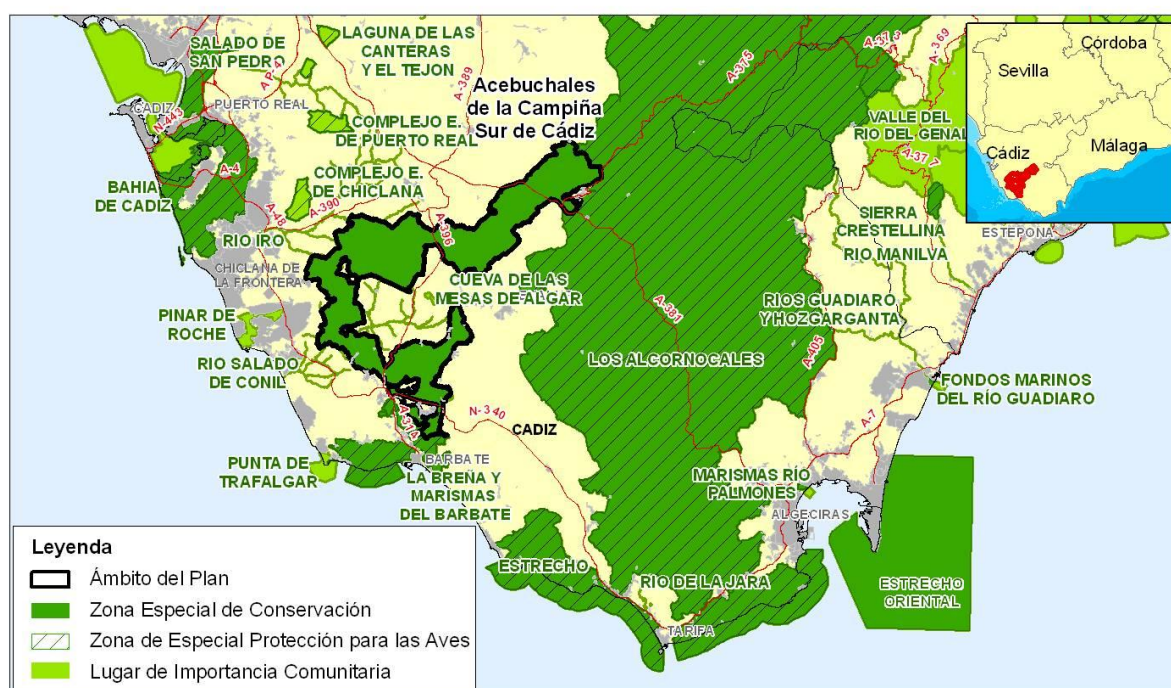 SALADO DE
SAN PEDRO
LAGUNA DE LAS
CANTERAS
Y EL TEJON
A-389
A-375
A-369
CÁDIZ
N-443
PUERTO REAL
Acebuchales
de la Campiña
Sur de Cádiz
COMPLEJO E.
DE PUERTO REAL
VALLE DEL
RIO DEL GENAL
A-377
Córdoba
Sevilla
Cádiz
Málaga
A-4
BAHIA
DE CADIZ
COMPLEJO E.
DE CHICLANA
A-48
A-390
A-396
RIO IRO
CHICLANA DE
LA FRONTERA
SIERRA
CRESTELLINA
ESTEPONA
RIO MANILVA
CUEVA DE LAS
MESAS DE ALGAR
A-381
RIOS GUADIARO
Y HOZGARGANTA
PINAR DE
ROCHE
RIO SALADO
DE CONIL
LOS ALCORNOCALES
A-405
FONDOS MARINOS
DEL RÍO GUADIARO
A-314
N-340
CADIZ
A-7
PUNTA DE
TRAFALGAR
BARBATE
LA BREÑA Y
MARISMAS
DEL BARBATE
MARISMAS RÍO
PALMONES
ALGECIRAS
ESTRECHO
RIO DE LA JARA
TARIFA
ESTRECHO
ORIENTAL
Leyenda
Ámbito del Plan
Zona Especial de Conservación
Zona de Especial Protección para las Aves
Lugar de Importancia Comunitaria